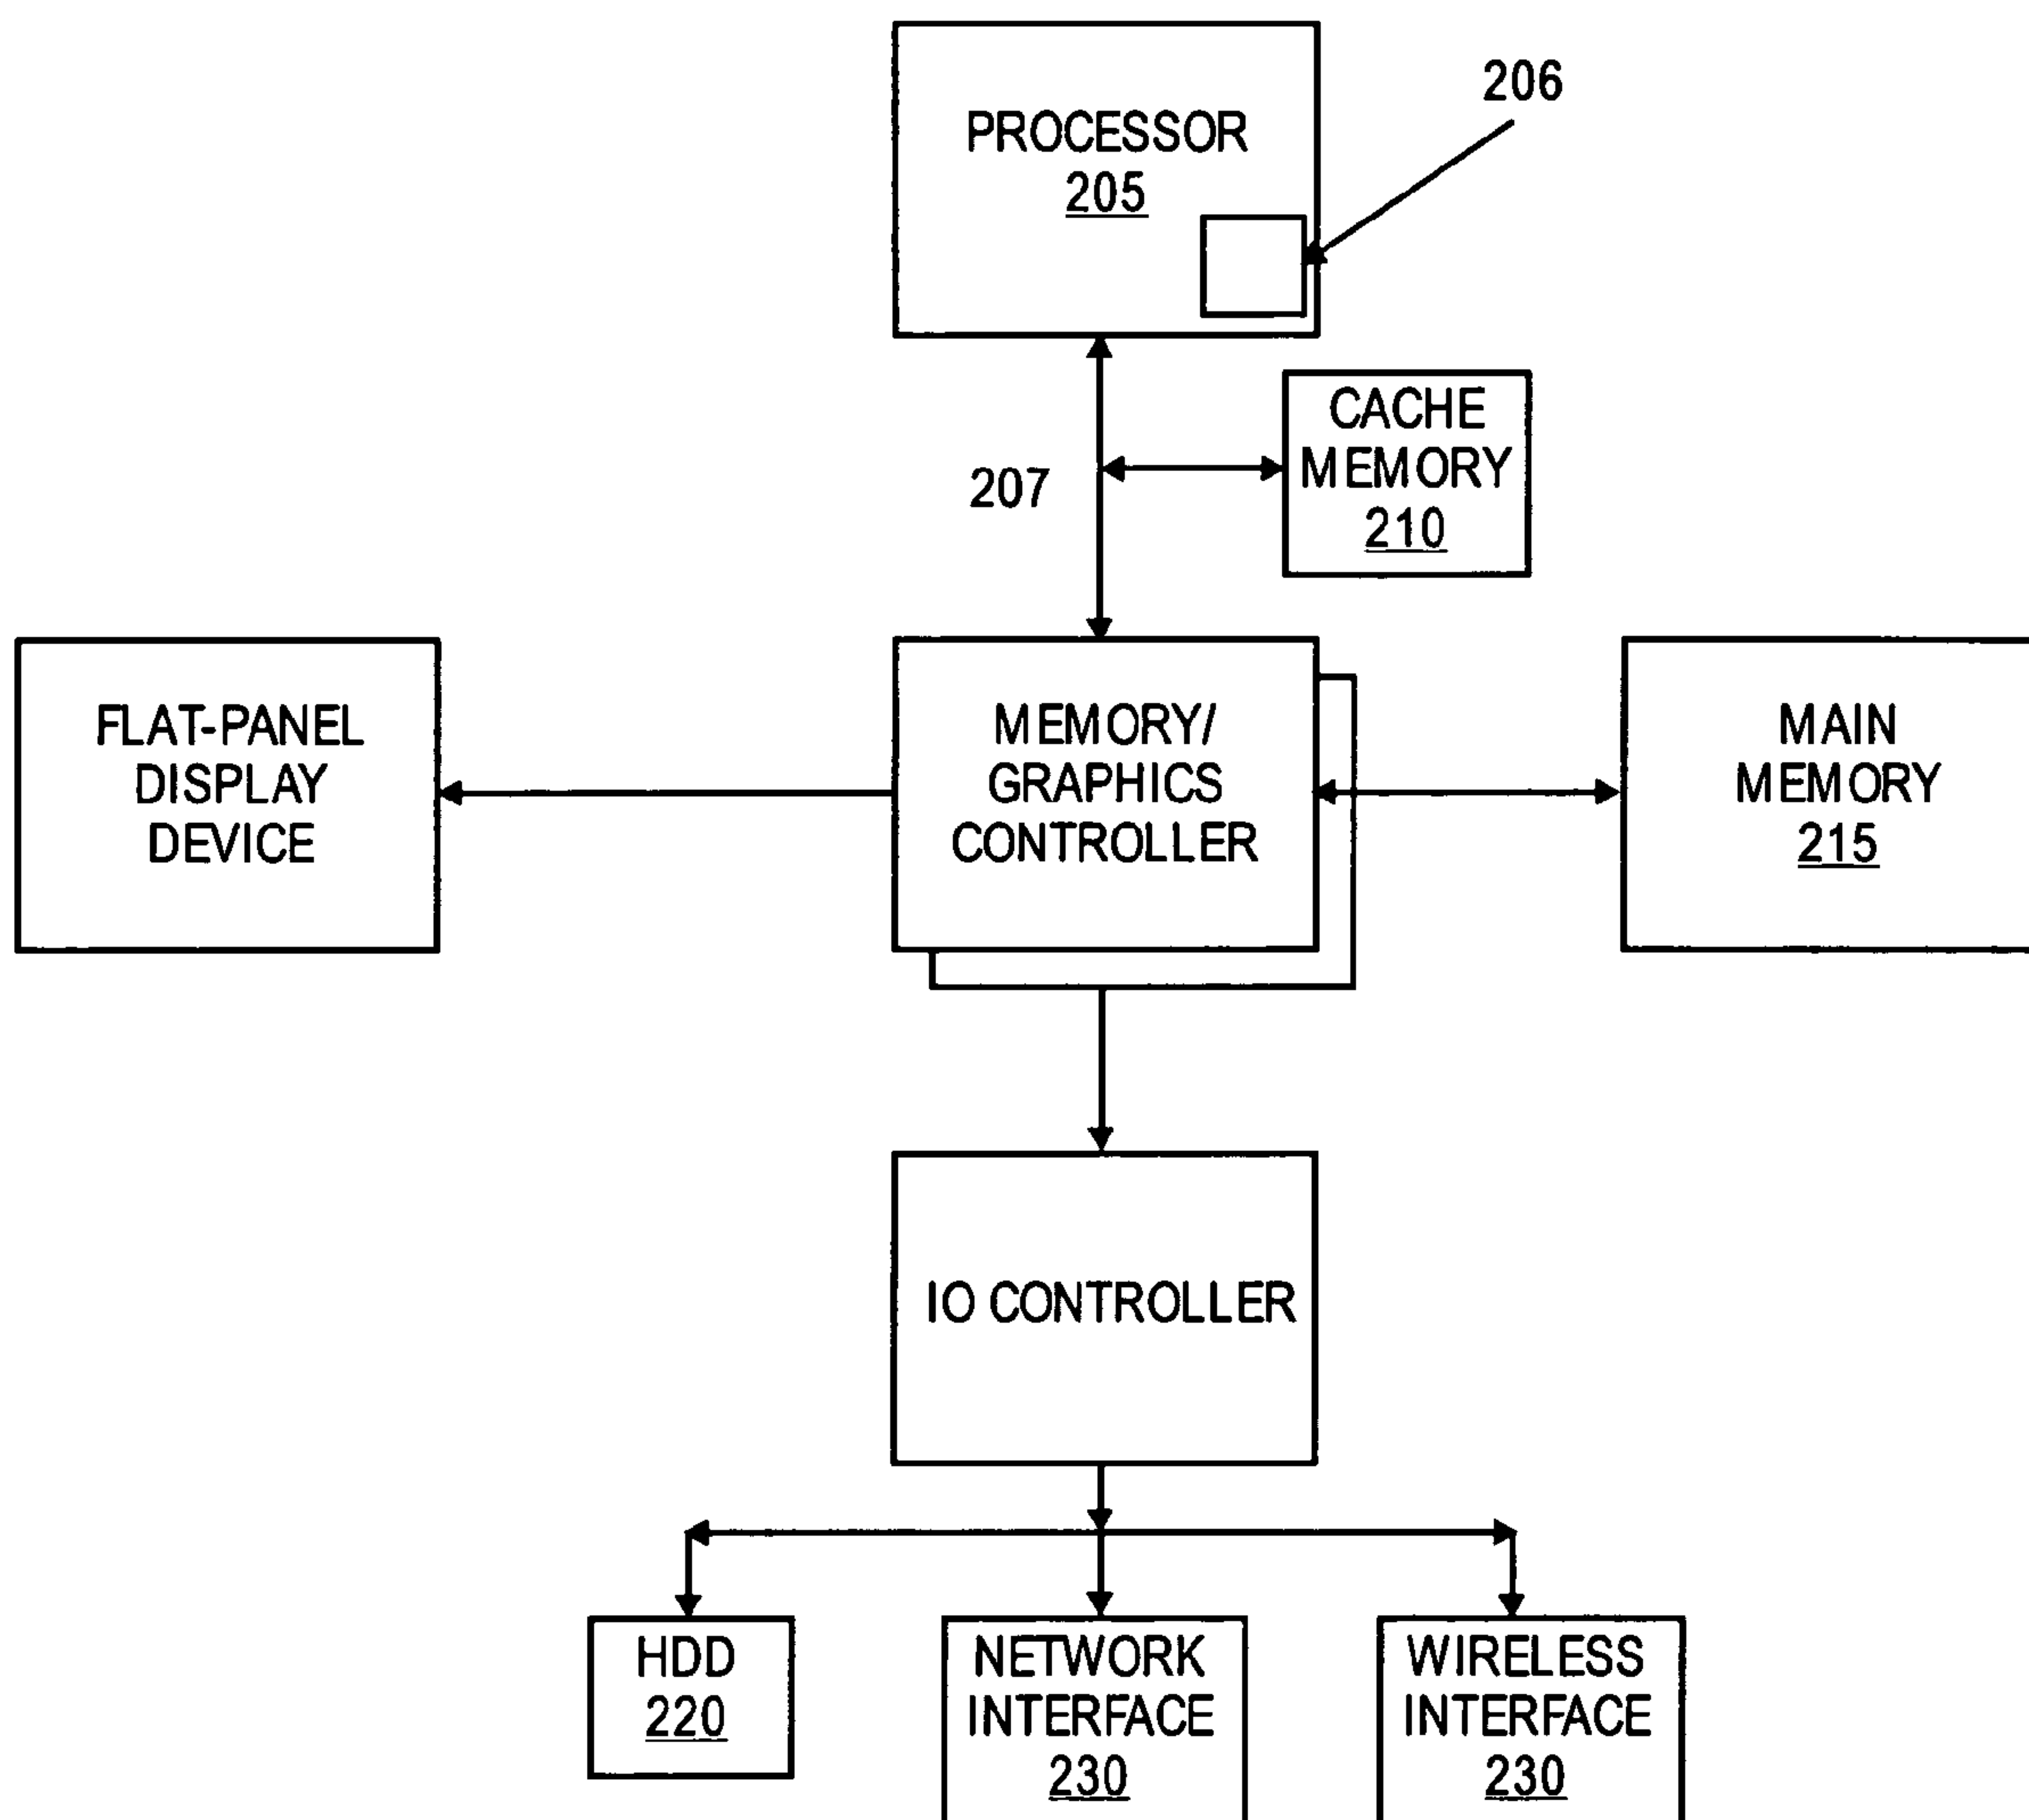 PROCESSOR
205
206
207
CACHE
MEMORY
210
FLAT-PANEL
DISPLAY
DEVICE
MEMORY/
GRAPHICS
CONTROLLER
MAIN
MEMORY
215
IO CONTROLLER
HDD
220
NETWORK
INTERFACE
230
WIRELESS
INTERFACE
230